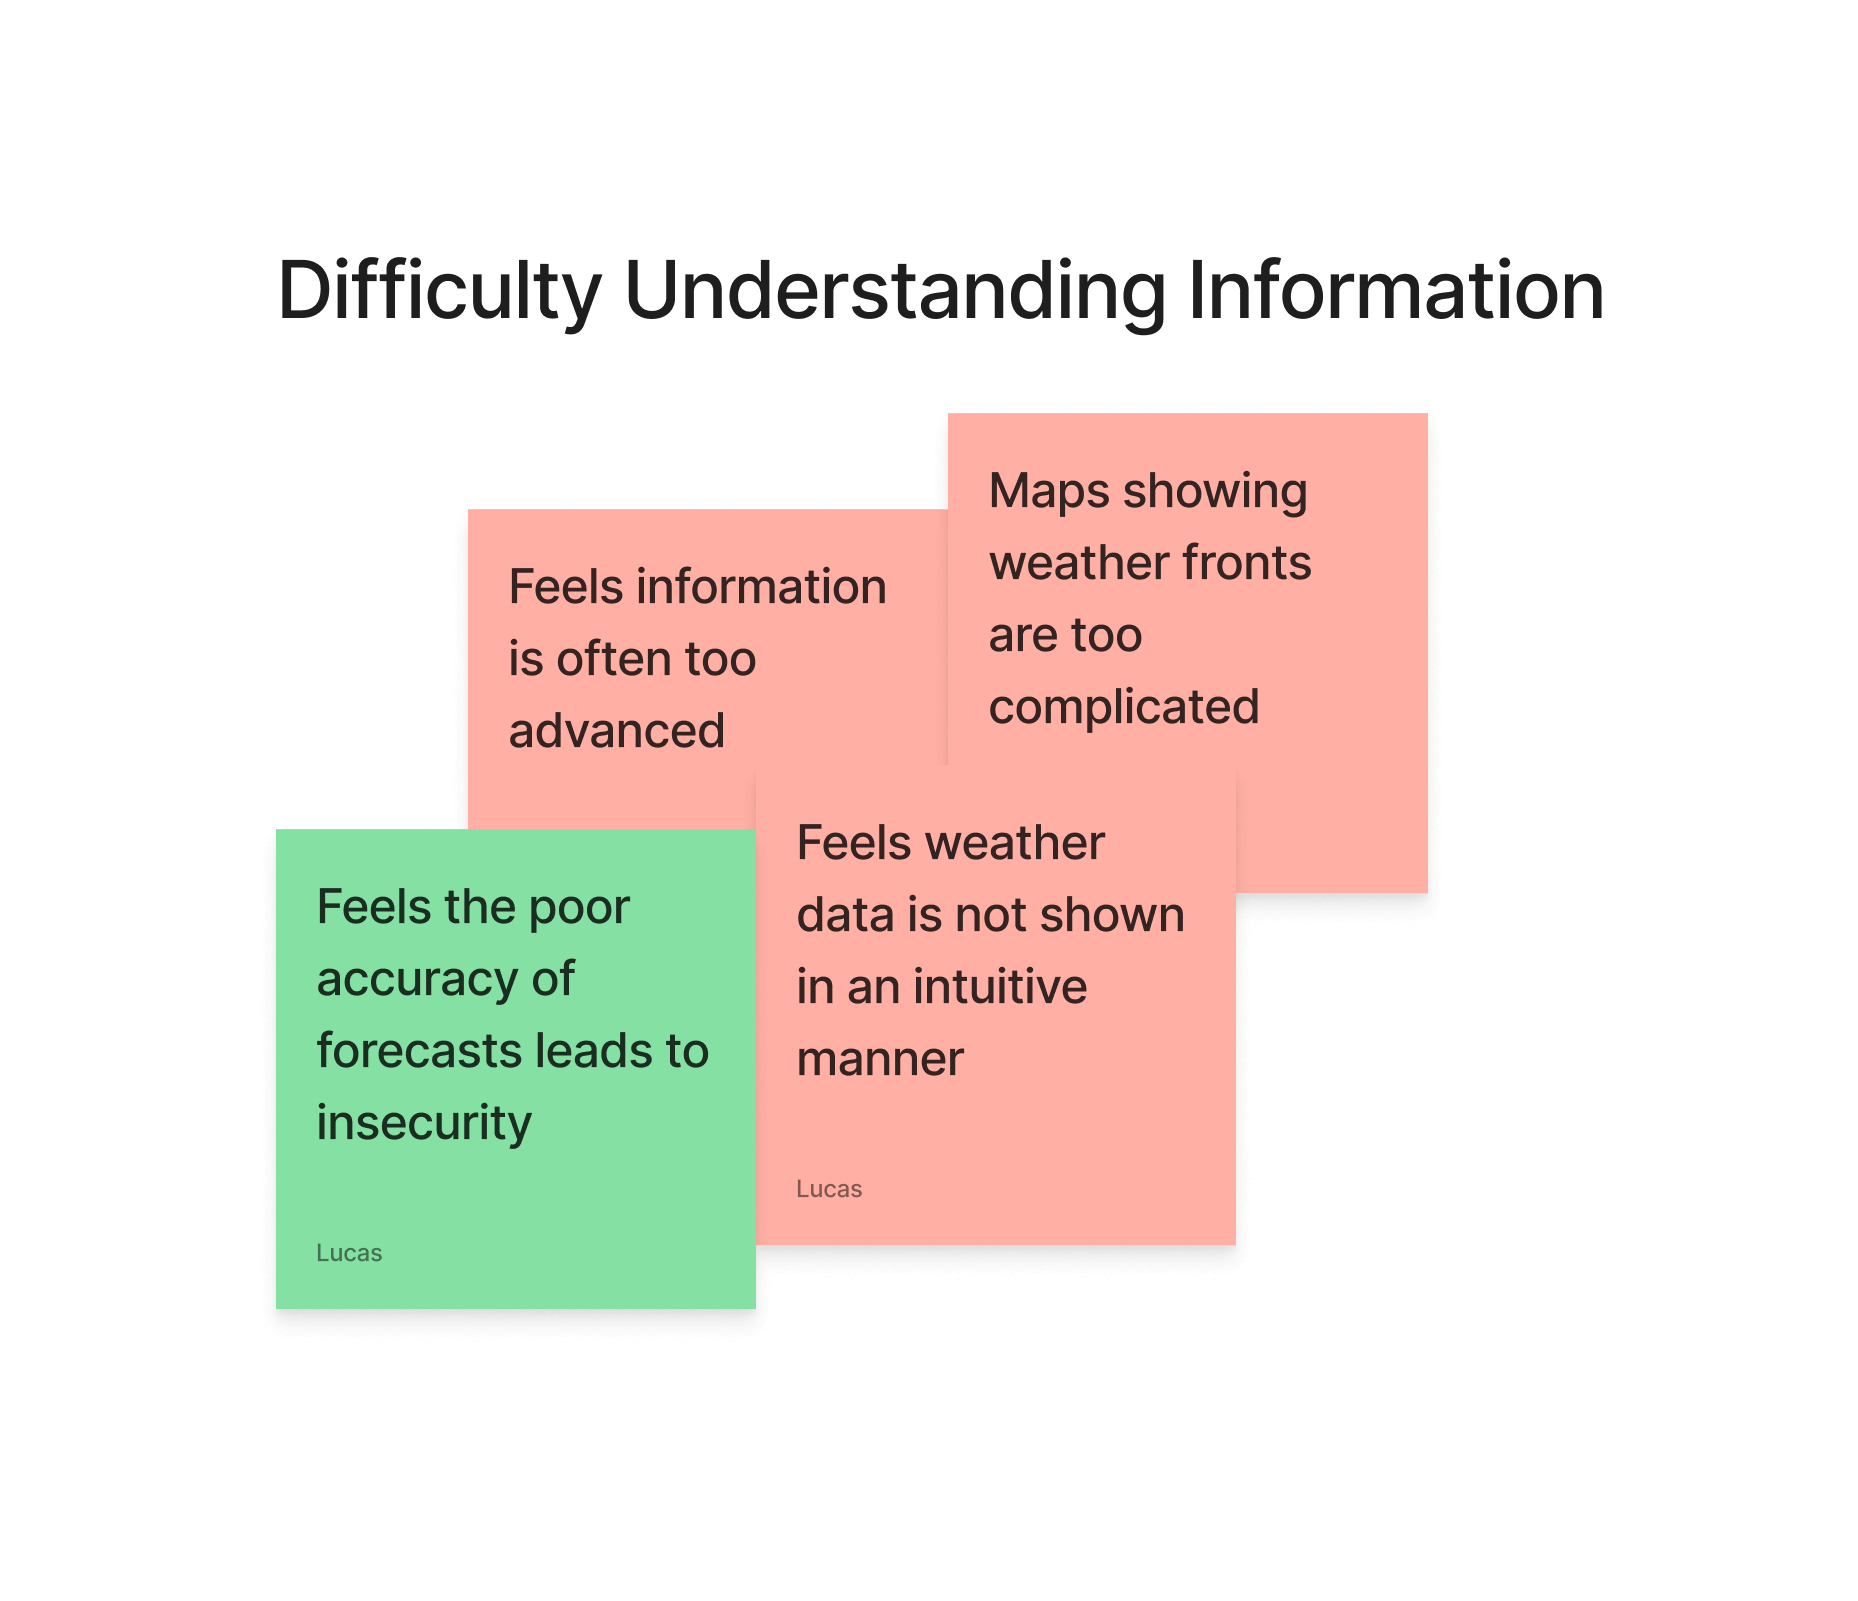 Difficulty Understanding Information
Maps showing
weather fronts
are too
complicated
Feels information
is often too
advanced
Feels weather
data is not shown
in an intuitive
manner
Lucas
Feels the poor
accuracy of
forecasts leads to
insecurity
Lucas